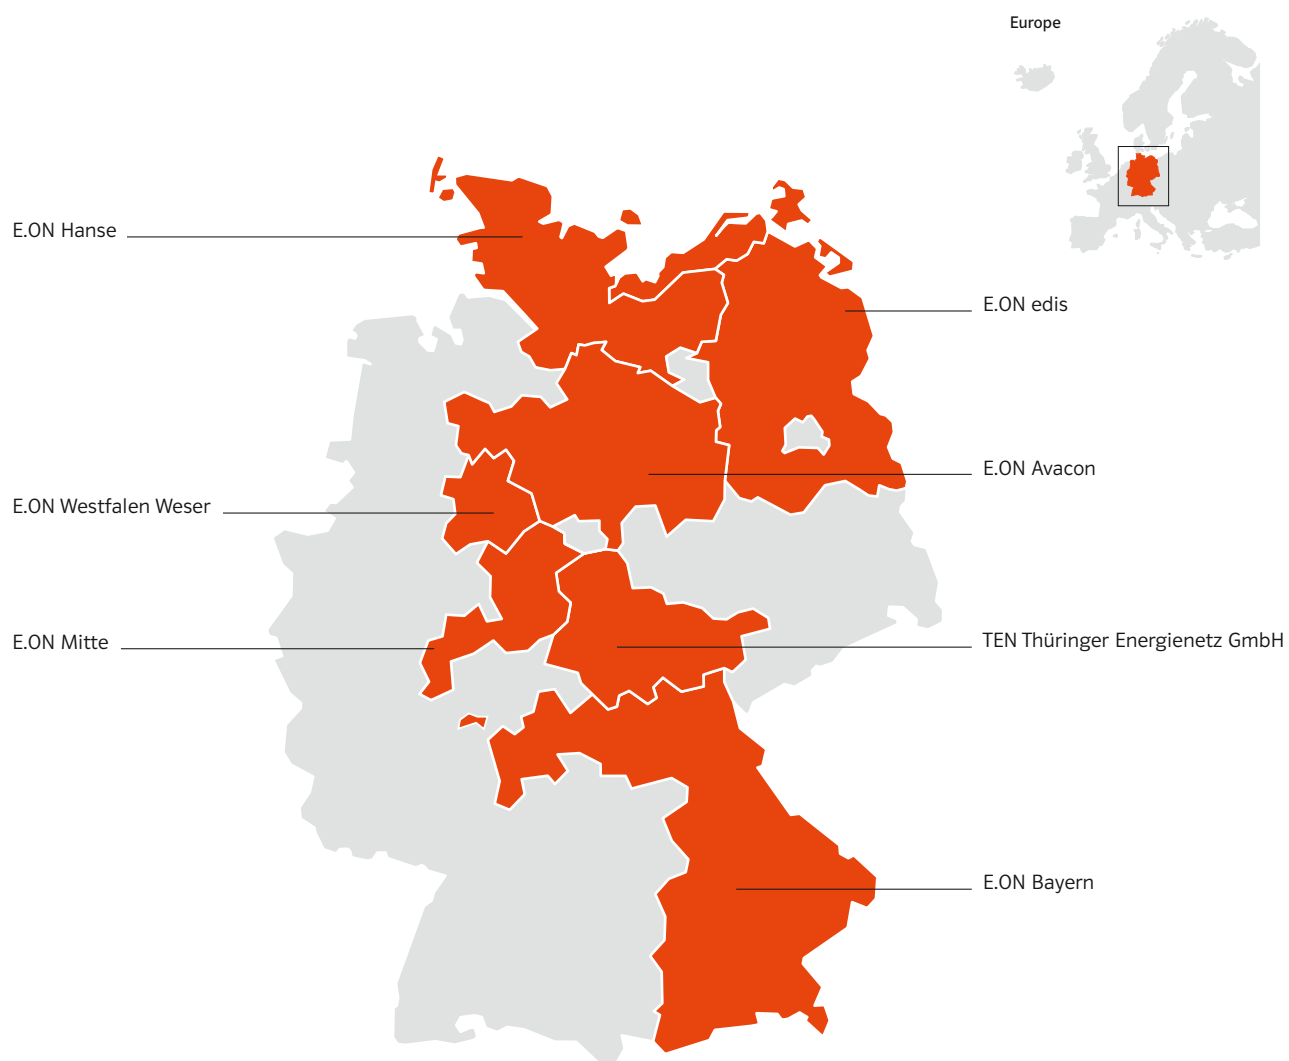 Europe
E.ON Hanse
E.ON edis
E.ON Avacon
E.ON Westfalen Weser
E.ON Mitte
TEN Thüringer Energienetz GmbH
E.ON Bayern